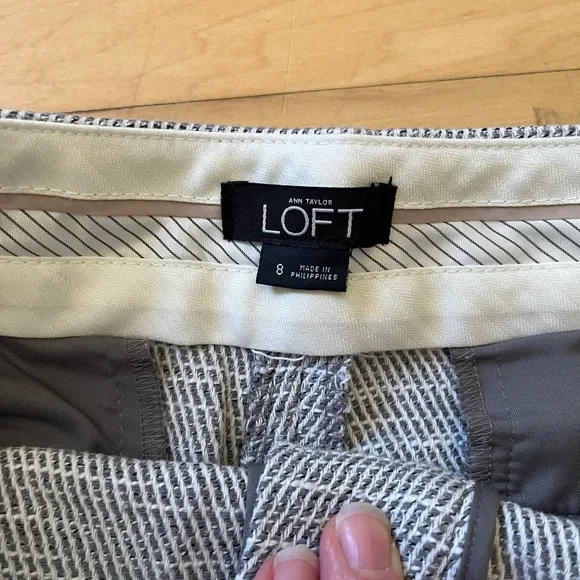 ANN TAYLOR
LOFT
8 MADE IN
PHILIPPINES